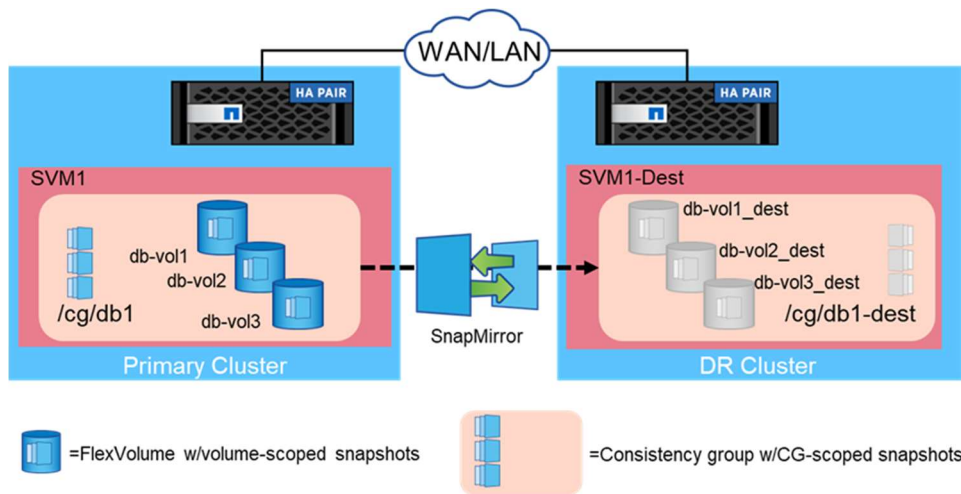 WAN/LAN
HA PAIR
HA PAIR
SVM1
db-vol1
db-vol2
db-vol3
/cg/db1
Primary Cluster
SnapMirror
SVM1-Dest
db-vol1_dest
db-vol2_dest
db-vol3_dest
/cg/db1-dest
DR Cluster
=FlexVolume w/volume-scoped snapshots
=Consistency group w/CG-scoped snapshots